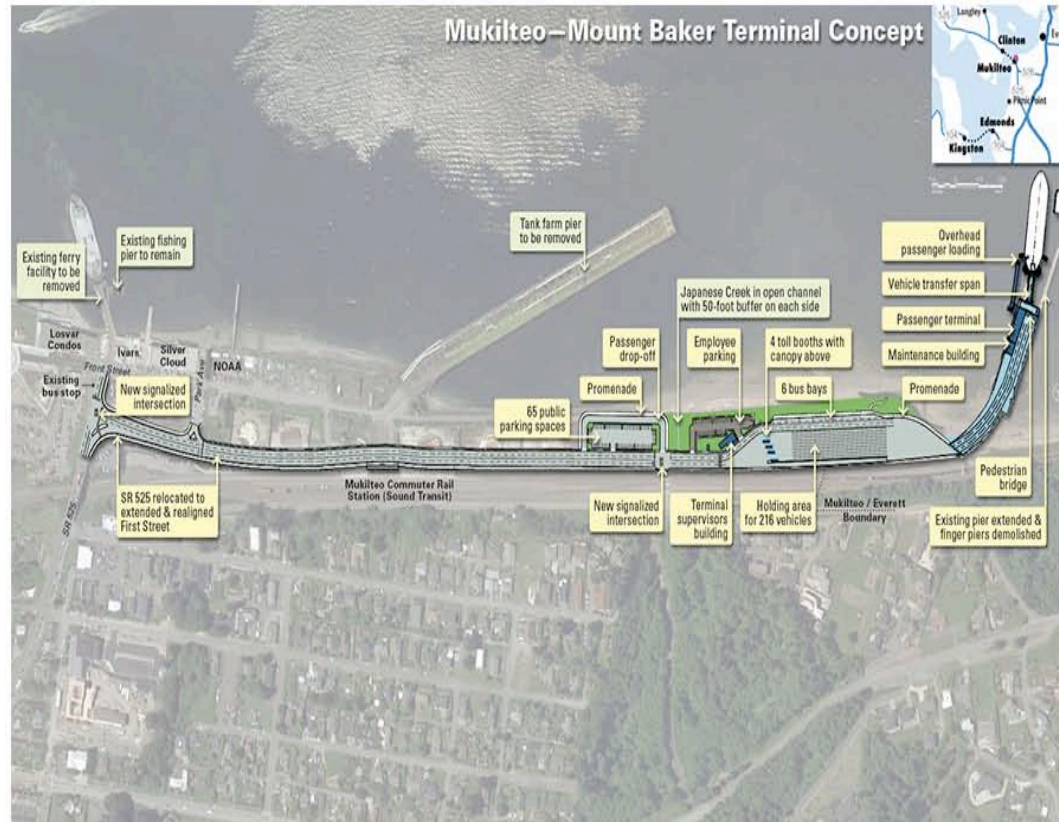 Mukilteo–Mount Baker Terminal Concept
Langley
525
Clinton
Mukilteo
526
525
Picnic Point
Edmonds
104
Kingston
104
Overhead
passenger loading
Vehicle transfer span
Passenger terminal
Maintenance building
Tank farm pier
to be removed
Existing fishing
pier to remain
Existing ferry
facility to be
removed
Japanese Creek in open channel
with 50-foot buffer on each side
Losvar
Condos
Ivars
Silver
Cloud
NOAA
Front Street
Park Ave
Existing
bus stop
New signalized
intersection
Passenger
drop-off
Employee
parking
4 toll booths with
canopy above
Promenade
6 bus bays
Promenade
65 public
parking spaces
Pedestrian
bridge
Mukilteo Commuter Rail
Station (Sound Transit)
SR 525 relocated to
extended & realigned
First Street
SR 525
New signalized
intersection
Terminal
supervisors
building
Holding area
for 216 vehicles
Mukilteo / Everett
Boundary
Existing pier extended &
finger piers demolished